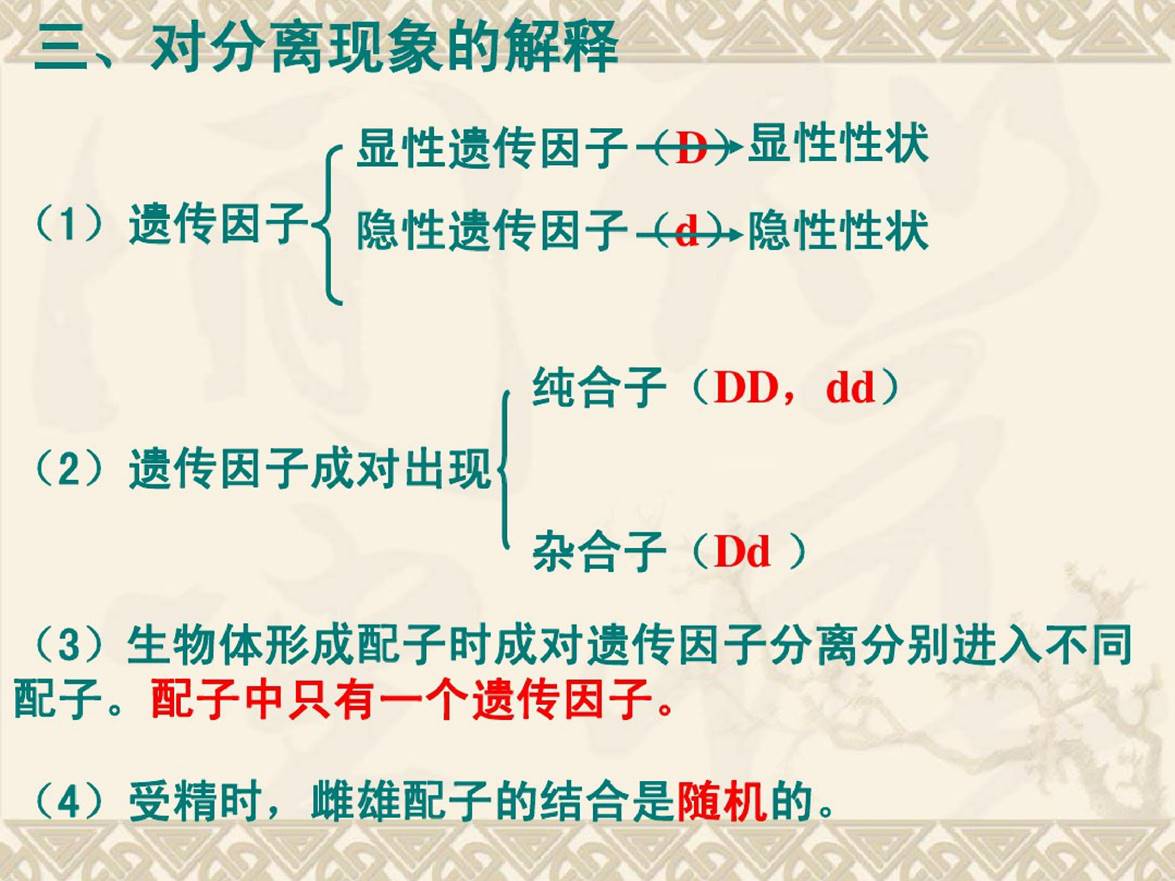 三、对分离现象的解释
显性遗传因子（D）→显性性状
（1）遗传因子
隐性遗传因子（d）→隐性性状
纯合子（DD，dd）
（2）遗传因子成对出现
杂合子（Dd ）
（3）生物体形成配子时成对遗传因子分离分别进入不同
配子。配子中只有一个遗传因子。
（4）受精时，雌雄配子的结合是随机的。